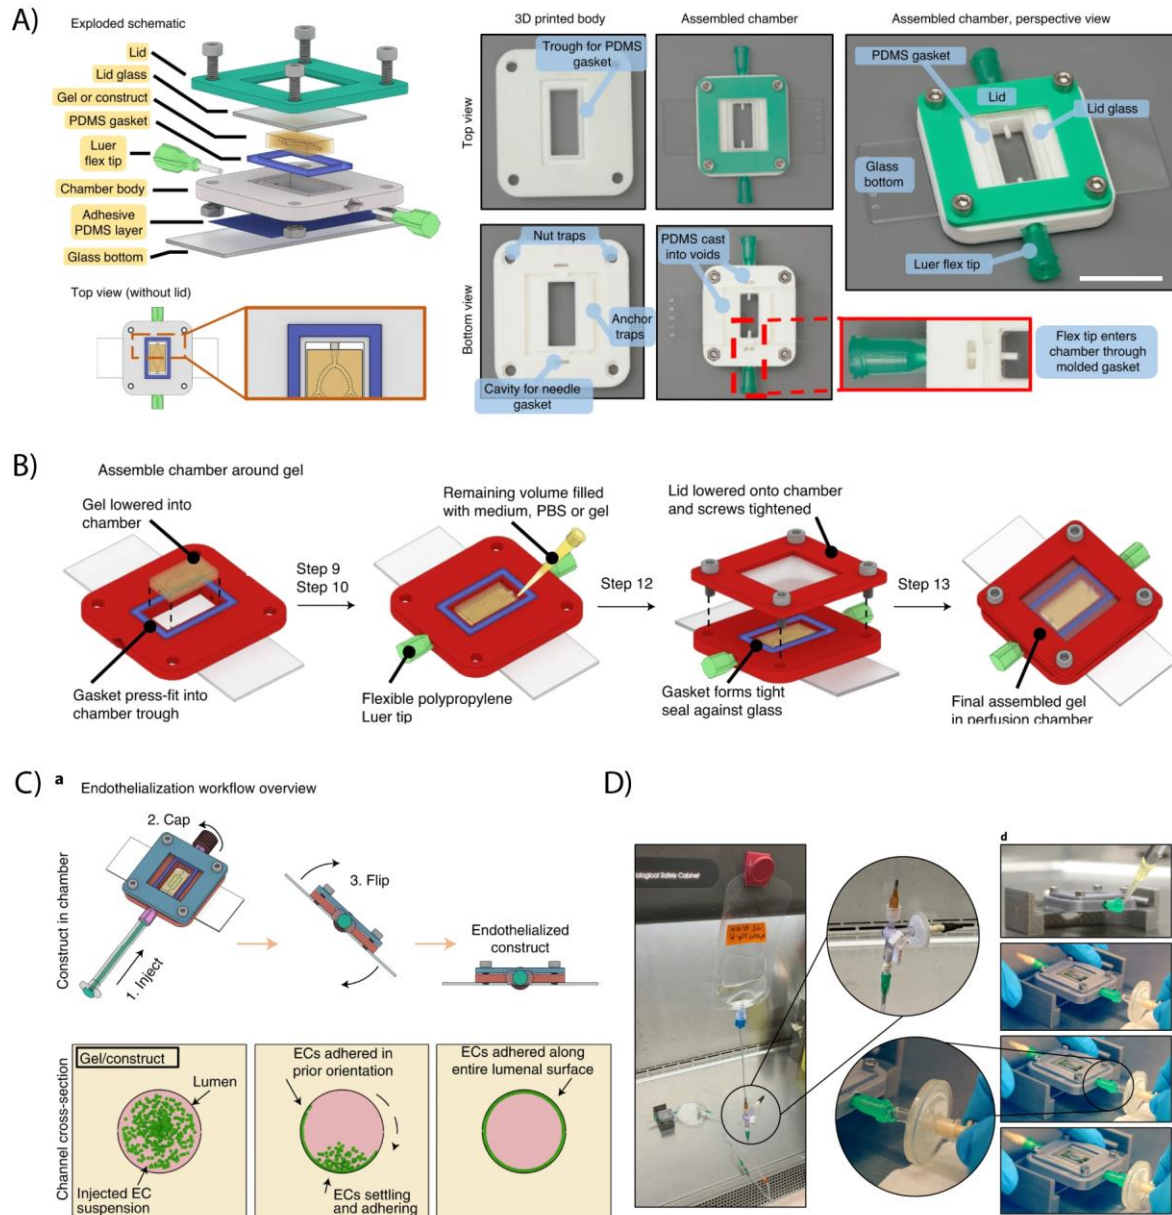 A)
Exploded schematic
Lid
Lid glass
Gel or construct
PDMS gasket
Luer
flex tip
Chamber body
Adhesive
PDMS layer
Glass bottom
Top view (without lid)
3D printed body
Assembled chamber
Assembled chamber, perspective view
Top view
Trough for PDMS
gasket
PDMS gasket
Lid
Lid glass
Glass
bottom
Luer flex tip
Bottom view
Nut traps
Anchor
traps
Cavity for needle
gasket
PDMS cast
into voids
Flex tip enters
chamber through
molded gasket
B)
Assemble chamber around gel
Gel lowered into
chamber
Gasket press-fit into
chamber trough
Step 9
Step 10
Remaining volume filled
with medium, PBS or gel
Flexible polypropylene
Luer tip
Step 12
Lid lowered onto chamber
and screws tightened
Gasket forms tight
seal against glass
Step 13
Final assembled gel
in perfusion chamber
C)
a
Endothelialization workflow overview
Construct in chamber
2. Cap
1. Inject
3. Flip
Endothelialized
construct
Channel cross-section
Gel/construct
Lumen
Injected EC
suspension
ECs adhered in
prior orientation
ECs settling
and adhering
ECs adhered along
entire lumenal surface
D)
ological Safety Cabinet
d